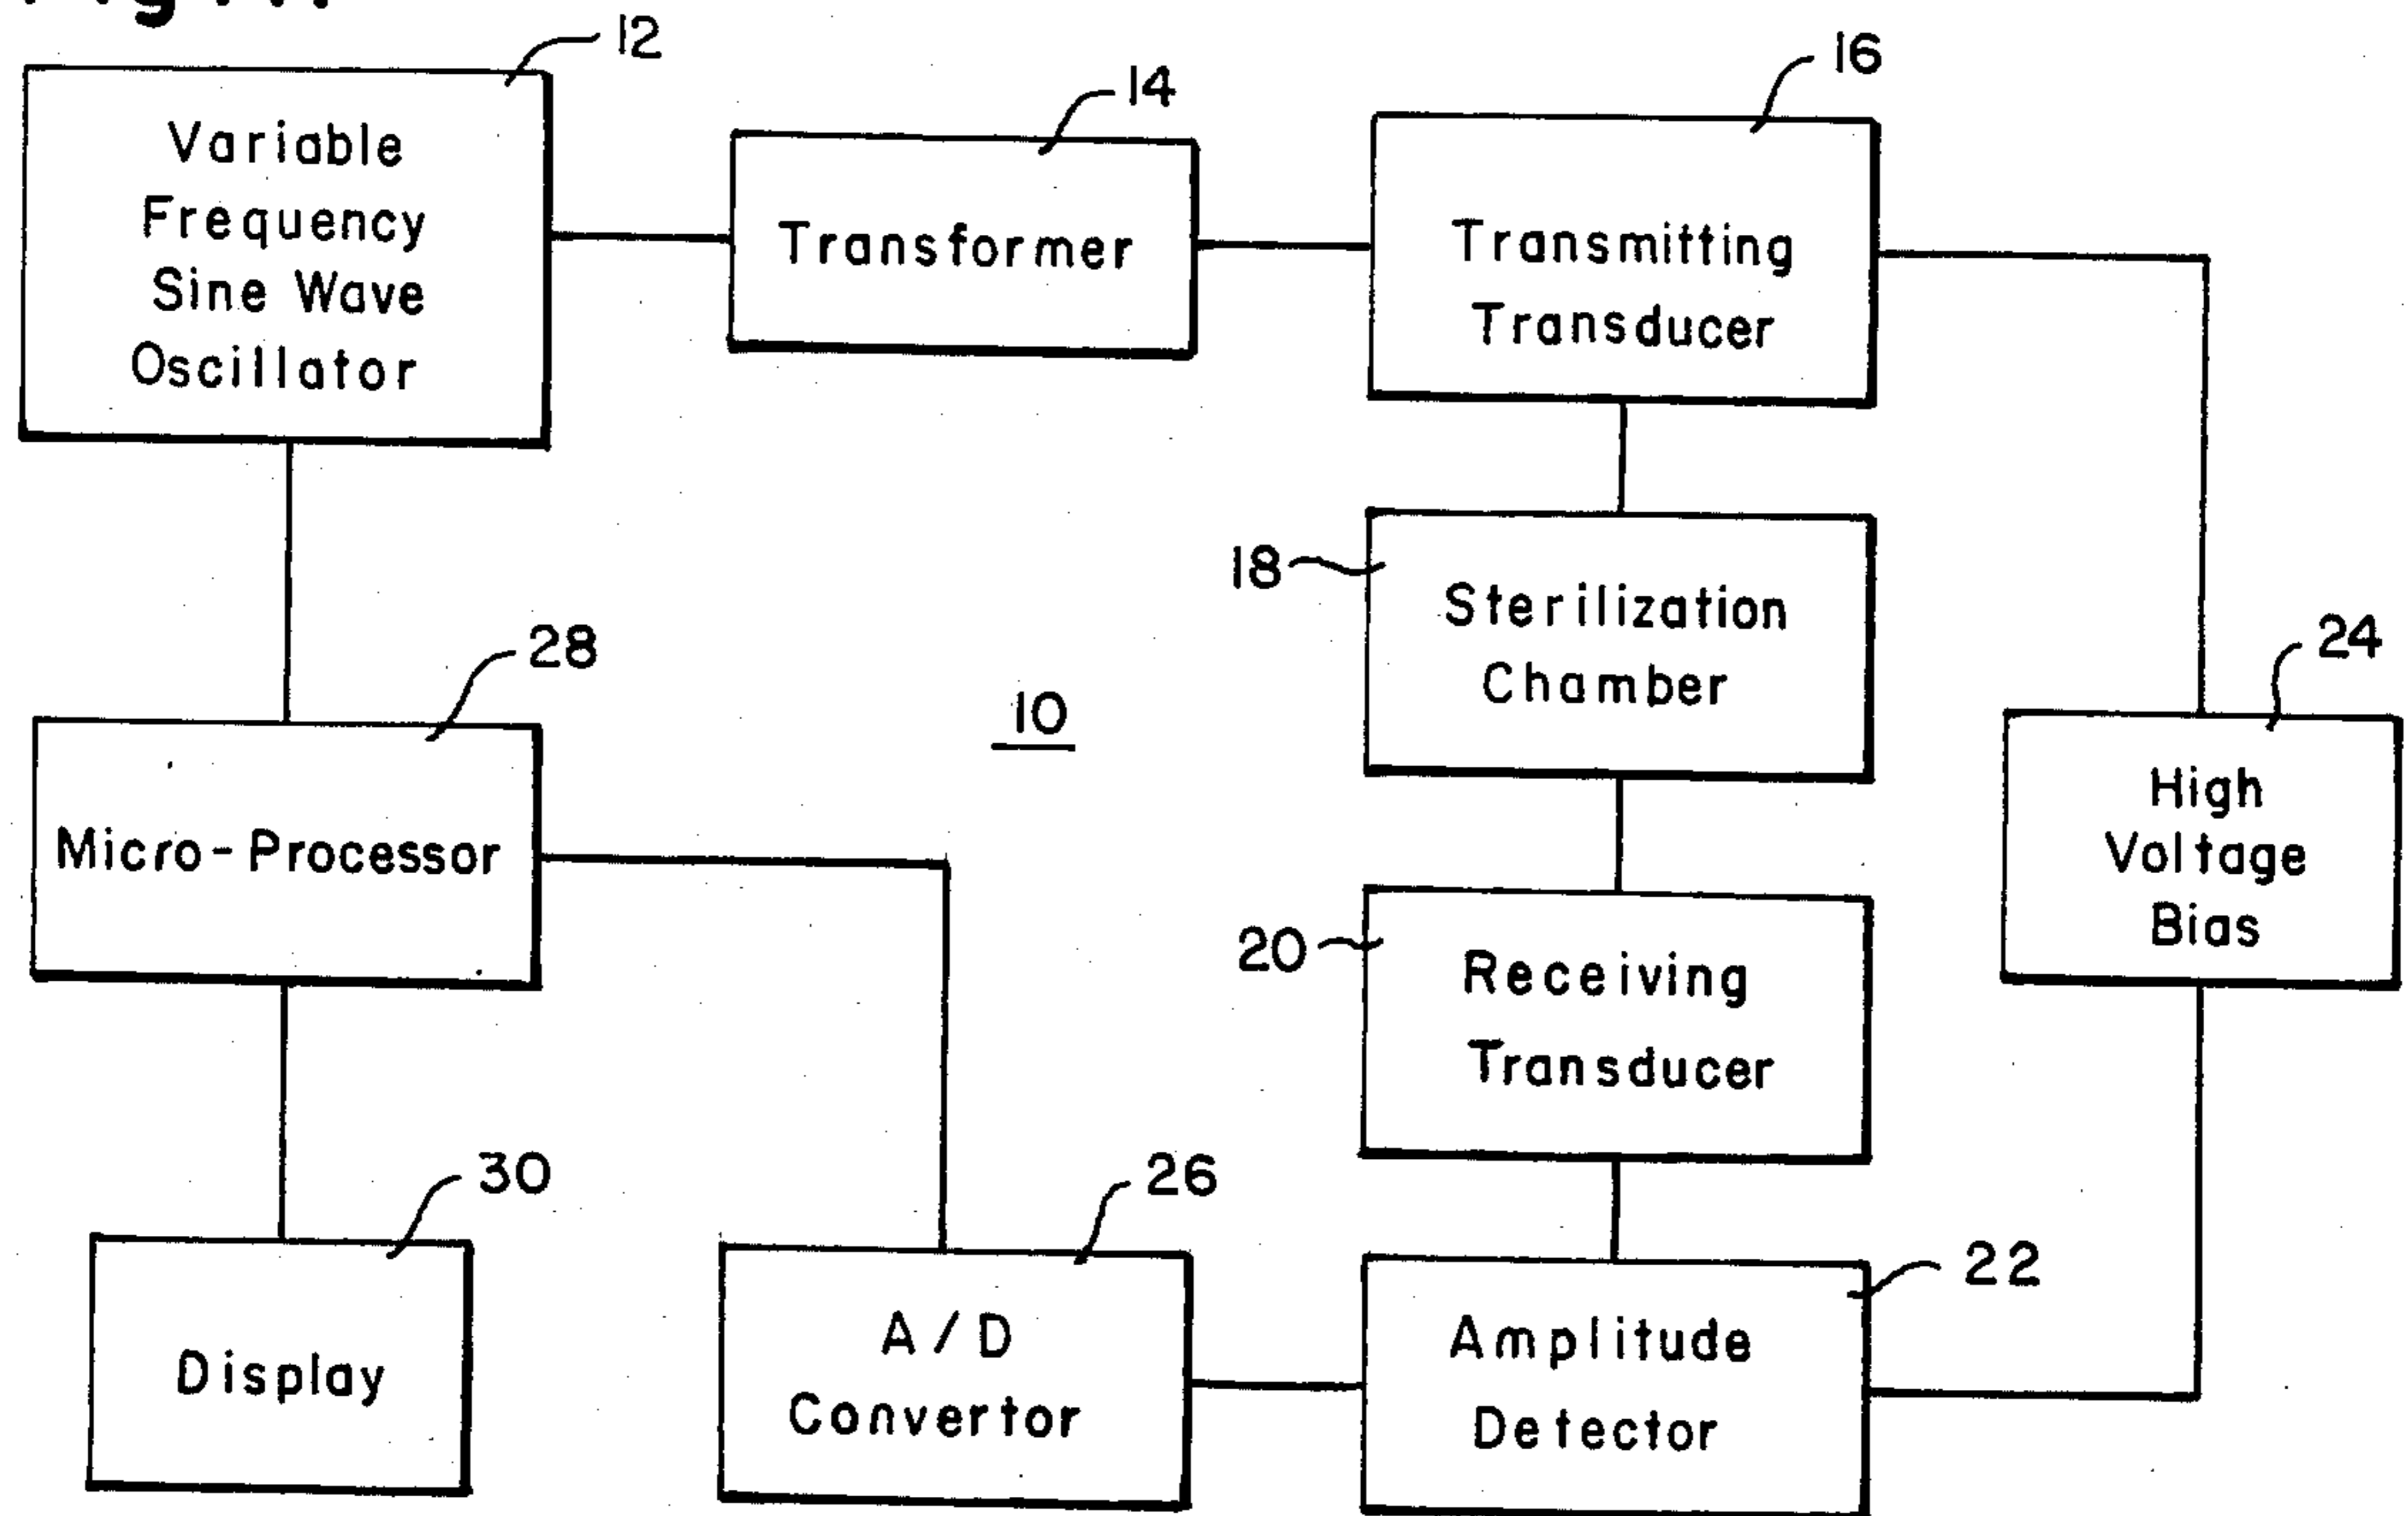 12
14
16
Variable
Frequency
Sine Wave
Oscillator
Transformer
Transmitting
Transducer
18
Sterilization
Chamber
28
10
24
Micro-Processor
High
Voltage
Bias
20
Receiving
Transducer
30
26
22
Display
A/D
Convertor
Amplitude
Detector